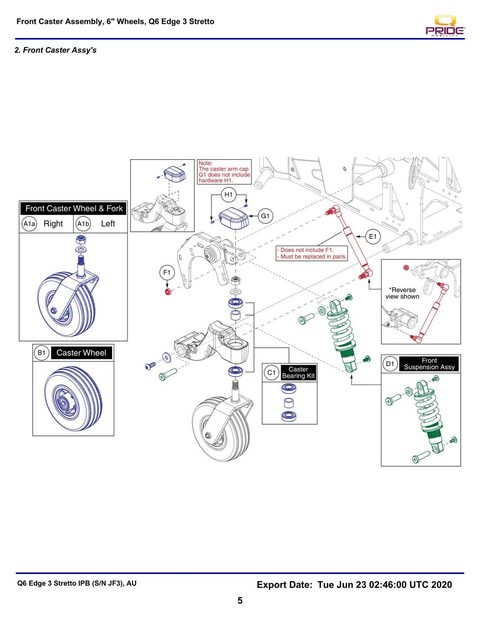 Front Caster Assembly, 6" Wheels, Q6 Edge 3 Stretto
Q
PRIDE
2. Front Caster Assy's
Note:
The caster arm cap
G1 does not include
hardware H1.
H1
G1
Front Caster Wheel & Fork
A1a Right A1b Left
E1
- Does not include F1.
- Must be replaced in pairs.
F1
*Reverse
view shown
B1 Caster Wheel
C1 Caster
Bearing Kit
D1 Front
Suspension Assy
Q6 Edge 3 Stretto IPB (S/N JF3), AU
Export Date: Tue Jun 23 02:46:00 UTC 2020
5